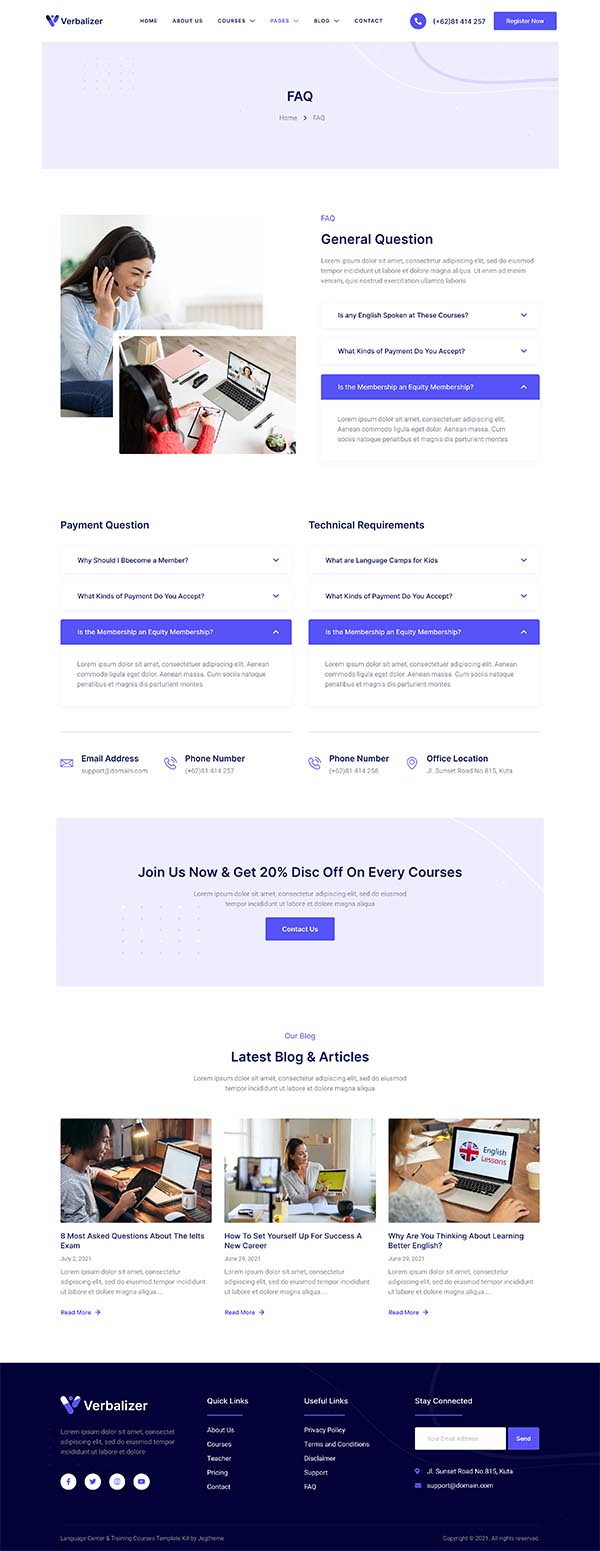 Verbalizer
HOME
ABOUT US
COURSES
PAGES
BLOG
CONTACT
(+62)81 414 257
Register Now
FAQ
Home
FAQ
FAQ
General Question
Lorem ipsum dolor sit amet, consectetur adipiscing elit, sed do eiusmod
tempor incididunt ut labore et dolore magna aliqua. Ut enim ad minim
veniam, quis nostrud exercitation ullamco laboris
Is any English Spoken at These Courses?
What Kinds of Payment Do You Accept?
Is the Membership an Equity Membership?
Lorem ipsum dolor sit amet, consectetuer adipiscing elit.
Aenean commodo ligula eget dolor. Aenean massa. Cum
sociis natoque penatibus et magnis dis parturient montes
Payment Question
Why Should I Bbecome a Member?
What Kinds of Payment Do You Accept?
Is the Membership an Equity Membership?
Lorem ipsum dolor sit amet, consectetuer adipiscing elit. Aenean
commodo ligula eget dolor. Aenean massa. Cum sociis natoque
penatibus et magnis dis parturient montes
Technical Requirements
What are Language Camps for Kids
What Kinds of Payment Do You Accept?
Is the Membership an Equity Membership?
Lorem ipsum dolor sit amet, consectetuer adipiscing elit. Aenean
commodo ligula eget dolor. Aenean massa. Cum sociis natoque
penatibus et magnis dis parturient montes
Email Address
support@domain.com
Phone Number
(+62)81 414 257
Phone Number
(+62)81 414 258
Office Location
Jl. Sunset Road No 815, Kuta
Join Us Now & Get 20% Disc Off On Every Courses
Lorem ipsum dolor sit amet, consectetur adipiscing elit, sed do eiusmod
tempor incididunt ut labore et dolore magna aliqua
Contact Us
Our Blog
Latest Blog & Articles
Lorem ipsum dolor sit amet, consectetur adipiscing elit, sed do eiusmod
tempor incididunt ut labore et dolore magna aliqua
English
Lessons
8 Most Asked Questions About The Ielts
Exam
July 2, 2021
Lorem ipsum dolor sit amet, consectetur
adipiscing elit, sed do eiusmod tempor incididunt
ut labore et dolore magna aliqua....
Read More
How To Set Yourself Up For Success A
New Career
June 29, 2021
Lorem ipsum dolor sit amet, consectetur
adipiscing elit, sed do eiusmod tempor incididunt
ut labore et dolore magna aliqua....
Read More
Why Are You Thinking About Learning
Better English?
June 29, 2021
Lorem ipsum dolor sit amet, consectetur
adipiscing elit, sed do eiusmod tempor incididunt
ut labore et dolore magna aliqua....
Read More
Verbalizer
Lorem ipsum dolor sit amet, consectet
adipiscing elit, sed do eiusmod tempor
incididunt ut labore et dolore
Quick Links
About Us
Courses
Teacher
Pricing
Contact
Useful Links
Privacy Policy
Terms and Conditions
Disclaimer
Support
FAQ
Stay Connected
Your Email Address
Send
Jl. Sunset Road No.815, Kuta
support@domain.com
Language Center & Training Courses Template Kit by Jegtheme
Copyright © 2021. All rights reserved.